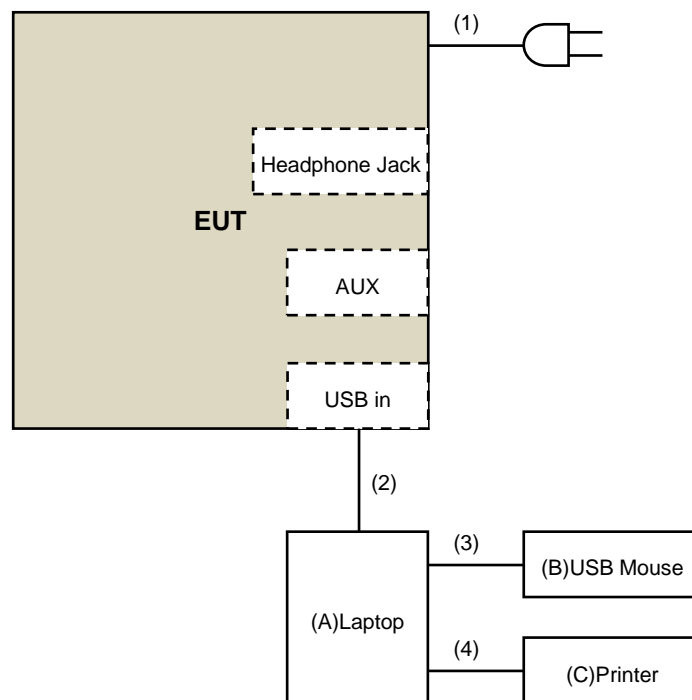 (1)
Headphone Jack
EUT
AUX
USB in
(2)
(3)
(B)USB Mouse
(A)Laptop
(4)
(C)Printer